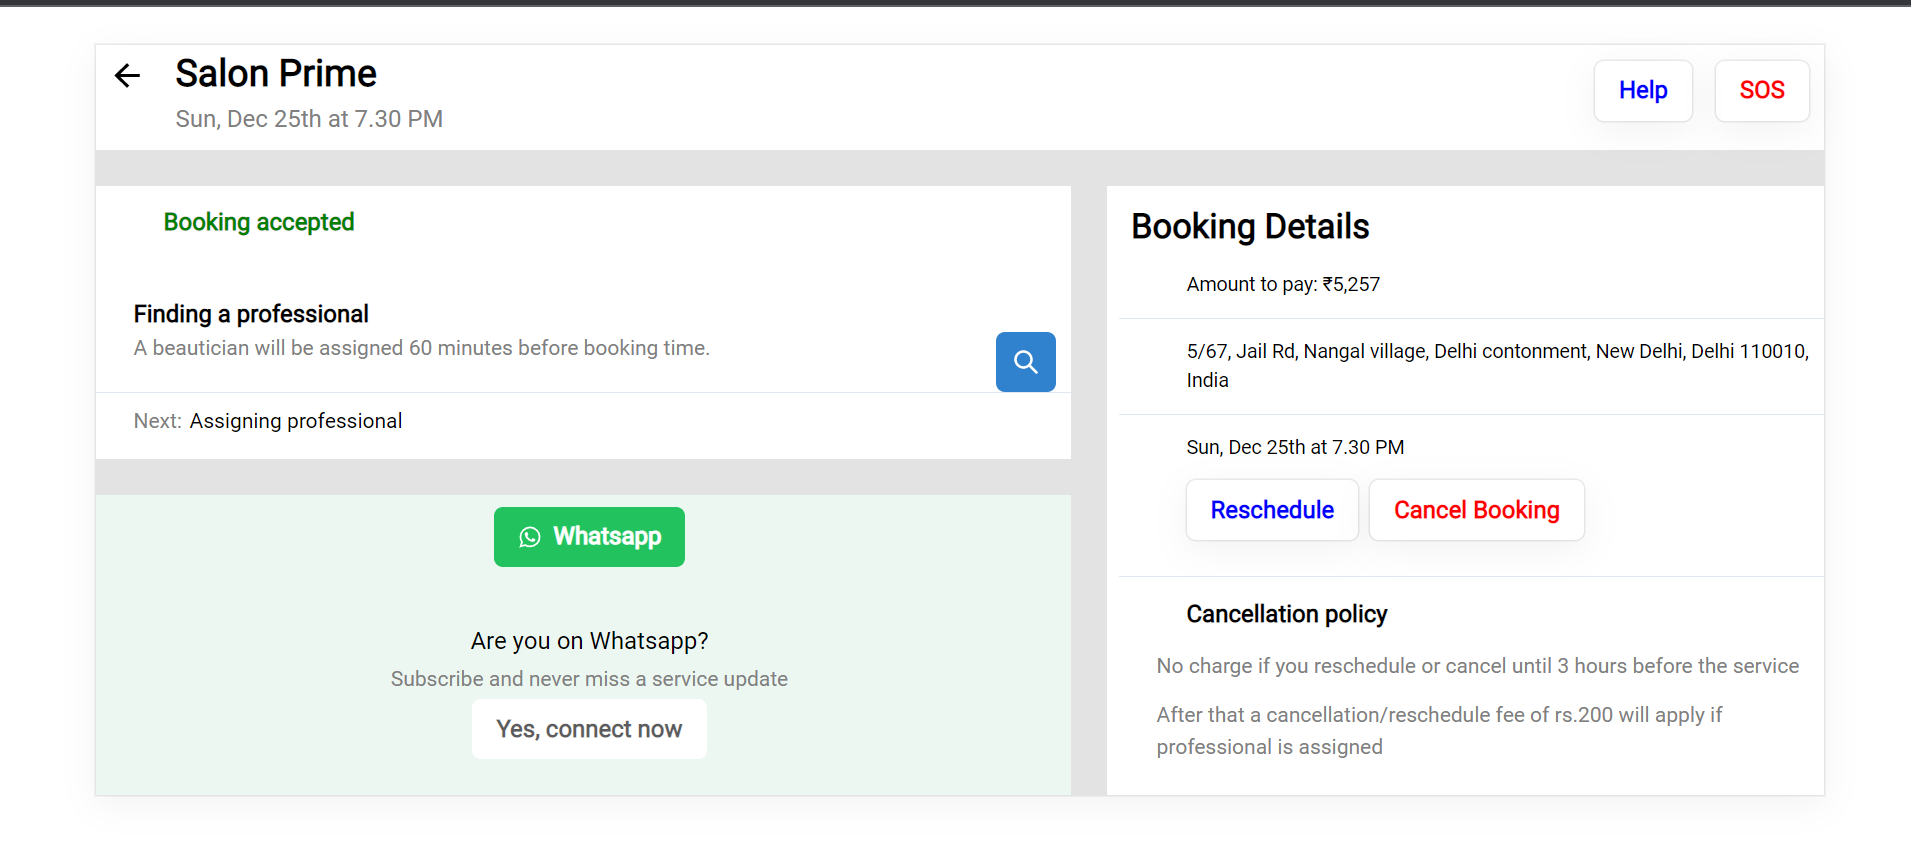 Salon Prime
Sun, Dec 25th at 7.30 PM
Help
SOS
Booking accepted
Finding a professional
A beautician will be assigned 60 minutes before booking time.
Next: Assigning professional
Whatsapp
Are you on Whatsapp?
Subscribe and never miss a service update
Yes, connect now
Booking Details
Amount to pay: ₹5,257
5/67, Jail Rd, Nangal village, Delhi contonment, New Delhi, Delhi 110010,
India
Sun, Dec 25th at 7.30 PM
Reschedule
Cancel Booking
Cancellation policy
No charge if you reschedule or cancel until 3 hours before the service
After that a cancellation/reschedule fee of rs.200 will apply if
professional is assigned